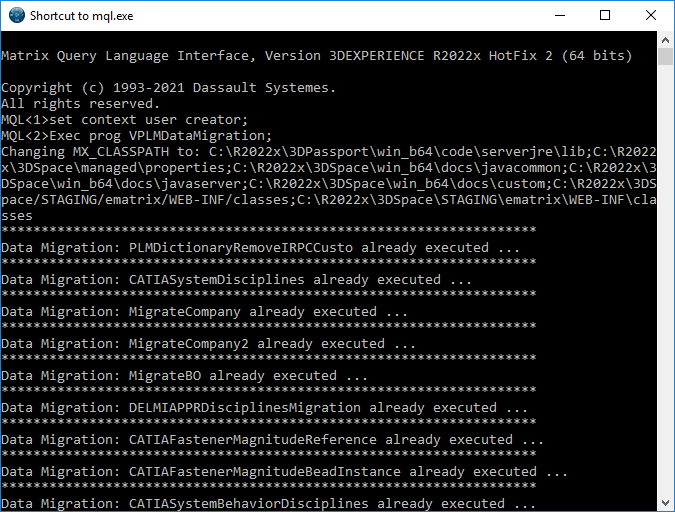 Shortcut to mql.exe
Matrix Query Language Interface, Version 3DEXPERIENCE R2022x HotFix 2 (64 bits)
Copyright (c) 1993-2021 Dassault Systemes.
All rights reserved.
MQL<1>set context user creator;
MQL<2>Exec prog VPLMDataMigration;
Changing MX_CLASSPATH to: C:\R2022x\3DPassport\win_b64\code\serverjre\lib;C:\R2022
x\3DSpace\managed\properties;C:\R2022x\3DSpace\win_b64\docs\javacommon;C:\R2022x\3
DSpace\win_b64\docs\javaserver;C:\R2022x\3DSpace\win_b64\docs\custom;C:\R2022x\3DS
pace/STAGING/ematrix/WEB-INF/classes;C:\R2022x\3DSpace\STAGING\ematrix\WEB-INF\cla
sses
********************************************************************
Data Migration: PLMDictionaryRemoveIRPCCusto already executed ...
********************************************************************
Data Migration: CATIASystemDisciplines already executed ...
********************************************************************
Data Migration: MigrateCompany already executed ...
********************************************************************
Data Migration: MigrateCompany2 already executed ...
********************************************************************
Data Migration: MigrateBO already executed ...
********************************************************************
Data Migration: DELMIAPPRDisciplinesMigration already executed ...
********************************************************************
Data Migration: CATIAFastenerMagnitudeReference already executed ...
********************************************************************
Data Migration: CATIAFastenerMagnitudeBeadInstance already executed ...
********************************************************************
Data Migration: CATIASystemBehaviorDisciplines already executed ...